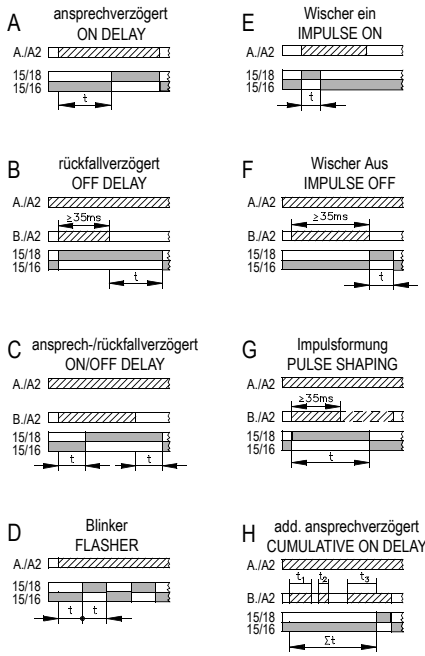 A
ansprechverzögert
ON DELAY
A./A2
15/18
15/16
t
B
rückfallverzögert
OFF DELAY
A./A2
≥35ms
B./A2
15/18
15/16
t
C
ansprech-/rückfallverzögert
ON/OFF DELAY
A./A2
B./A2
15/18
15/16
t
t
D
Blinker
FLASHER
A./A2
15/18
15/16
t
t
E
Wischer ein
IMPULSE ON
A./A2
15/18
15/16
t
F
Wischer Aus
IMPULSE OFF
A./A2
≥35ms
B./A2
15/18
15/16
t
G
Impulsformung
PULSE SHAPING
A./A2
≥35ms
B./A2
15/18
15/16
t
H
add. ansprechverzögert
CUMULATIVE ON DELAY
A./A2
t₁ t₂ t₃
B./A2
15/18
15/16
Σt